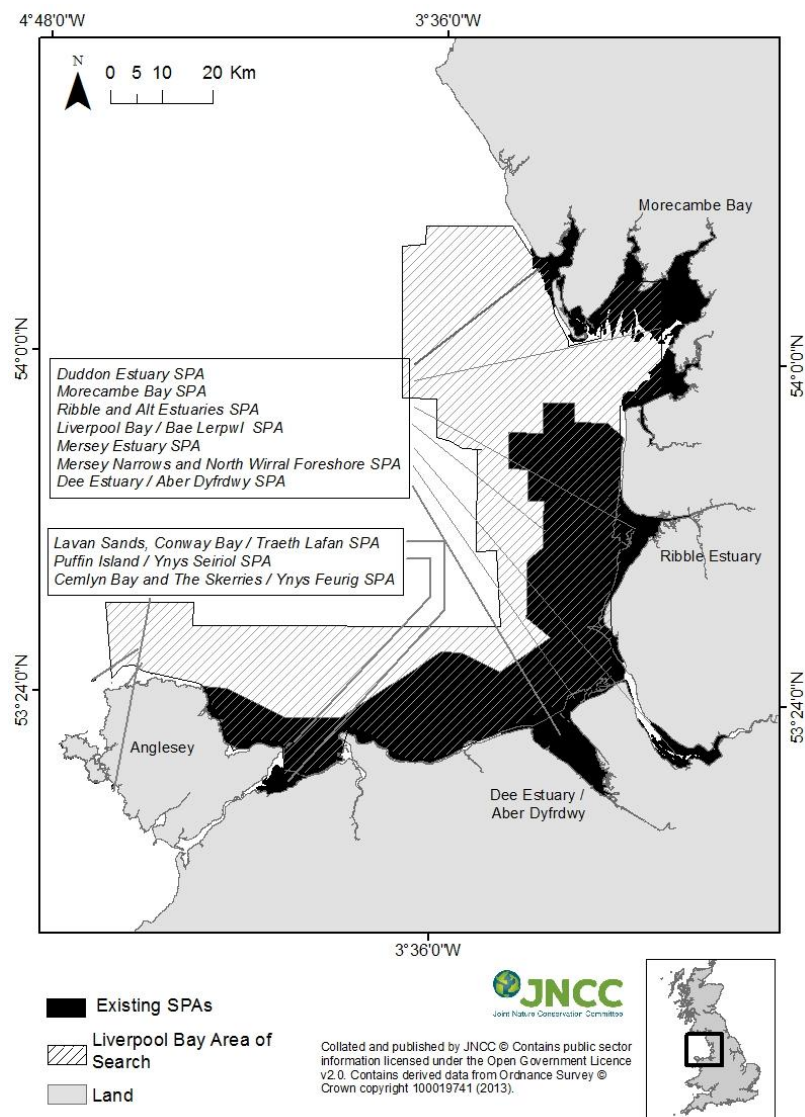 4°48'0"W
3°36'0"W
N
0 5 10 20 Km
Morecambe Bay
54°0'0"N
54°0'0"N
Duddon Estuary SPA
Morecambe Bay SPA
Ribble and Alt Estuaries SPA
Liverpool Bay / Bae Lerpwl SPA
Mersey Estuary SPA
Mersey Narrows and North Wirral Foreshore SPA
Dee Estuary / Aber Dyfrdwy SPA
Lavan Sands, Conway Bay / Traeth Lafan SPA
Puffin Island / Ynys Seiriol SPA
Cemlyn Bay and The Skerries / Ynys Feurig SPA
Ribble Estuary
53°24'0"N
53°24'0"N
Anglesey
Dee Estuary /
Aber Dyfrdwy
3°36'0"W
Existing SPAs
Liverpool Bay Area of
Search
Land
JNCC
Joint Nature Conservation Committee
Collated and published by JNCC © Contains public sector
information licensed under the Open Government Licence
v2.0. Contains derived data from Ordnance Survey ©
Crown copyright 100019741 (2013).